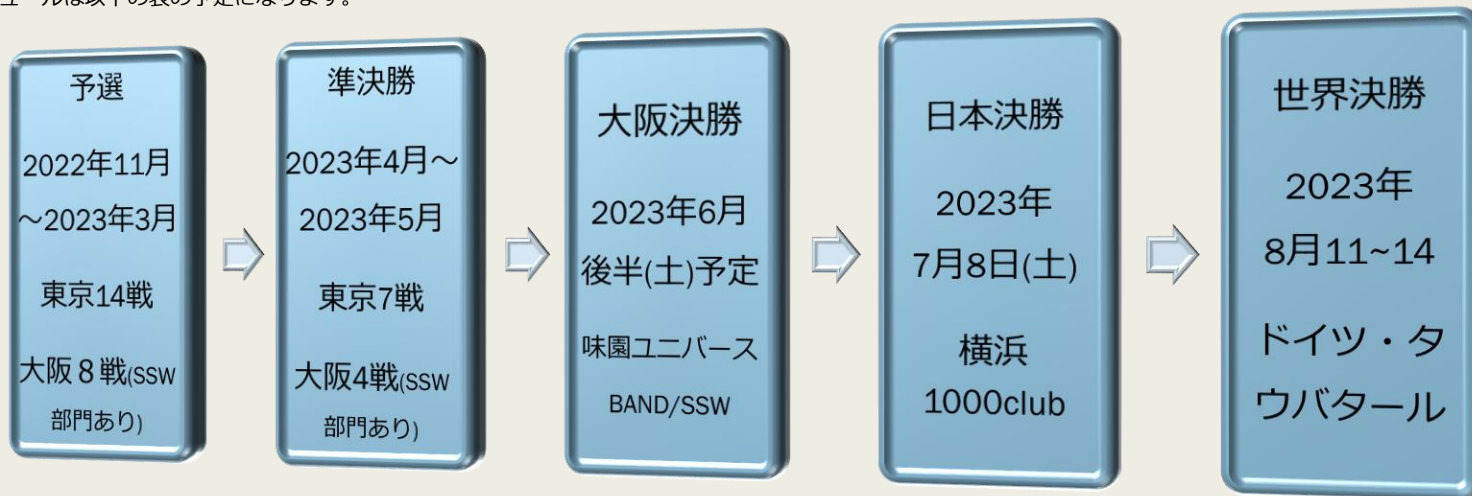 ュールは以下の表の予定になります。
予選
2022年11月
～2023年3月
東京14戦
大阪８戦(SSW
部門あり)
準決勝
2023年4月～
2023年5月
東京7戦
大阪4戦(SSW
部門あり)
大阪決勝
2023年6月
後半(土)予定
味園ユニバース
BAND/SSW
日本決勝
2023年
7月8日(土)
横浜
1000club
世界決勝
2023年
8月11~14
ドイツ・タ
ウバタール